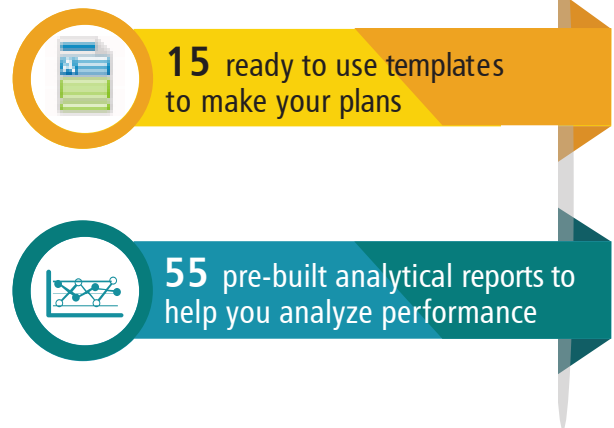 15 ready to use templates
to make your plans
55 pre-built analytical reports to
help you analyze performance